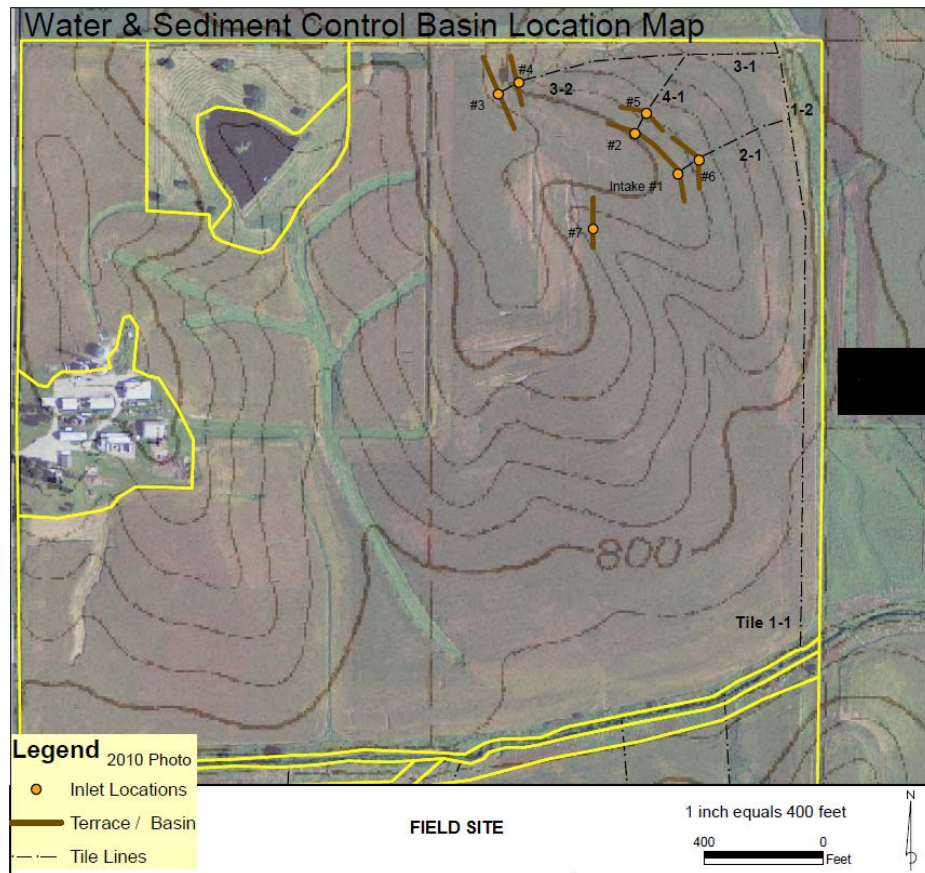 Water & Sediment Control Basin Location Map
#4
3-1
#3
3-2
#5
4-1
1-2
#2
2-1
Intake #1
#6
#7
800
Tile 1-1
Legend 2010 Photo
Inlet Locations
Terrace / Basin
Tile Lines
FIELD SITE
1 inch equals 400 feet
400 0
Feet
N